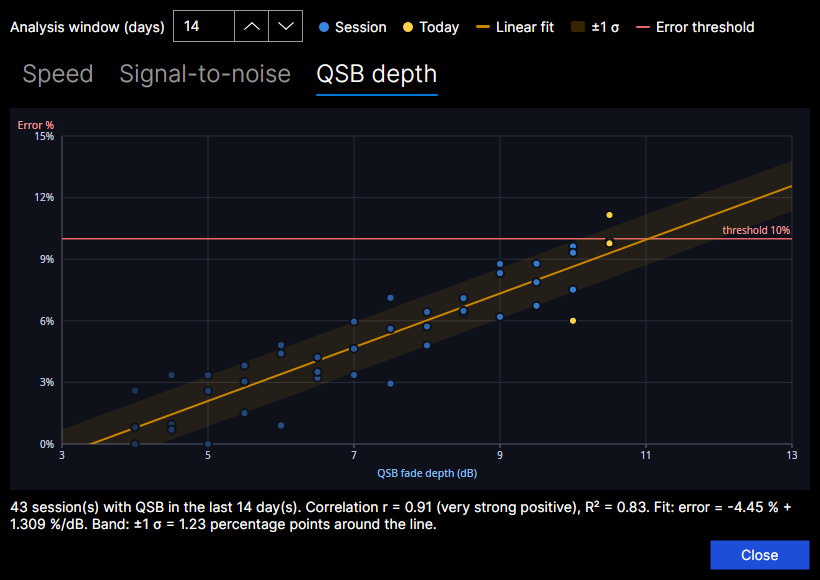 Analysis window (days) 14 Session Today Linear fit ±1 σ Error threshold
Speed Signal-to-noise QSB depth
Error %
15%
12%
threshold 10%
9%
6%
3%
0%
3 5 7 9 11 13
QSB fade depth (dB)
43 session(s) with QSB in the last 14 day(s). Correlation r = 0.91 (very strong positive), R² = 0.83. Fit: error = -4.45 % +
1.309 %/dB. Band: ±1 σ = 1.23 percentage points around the line.
Close